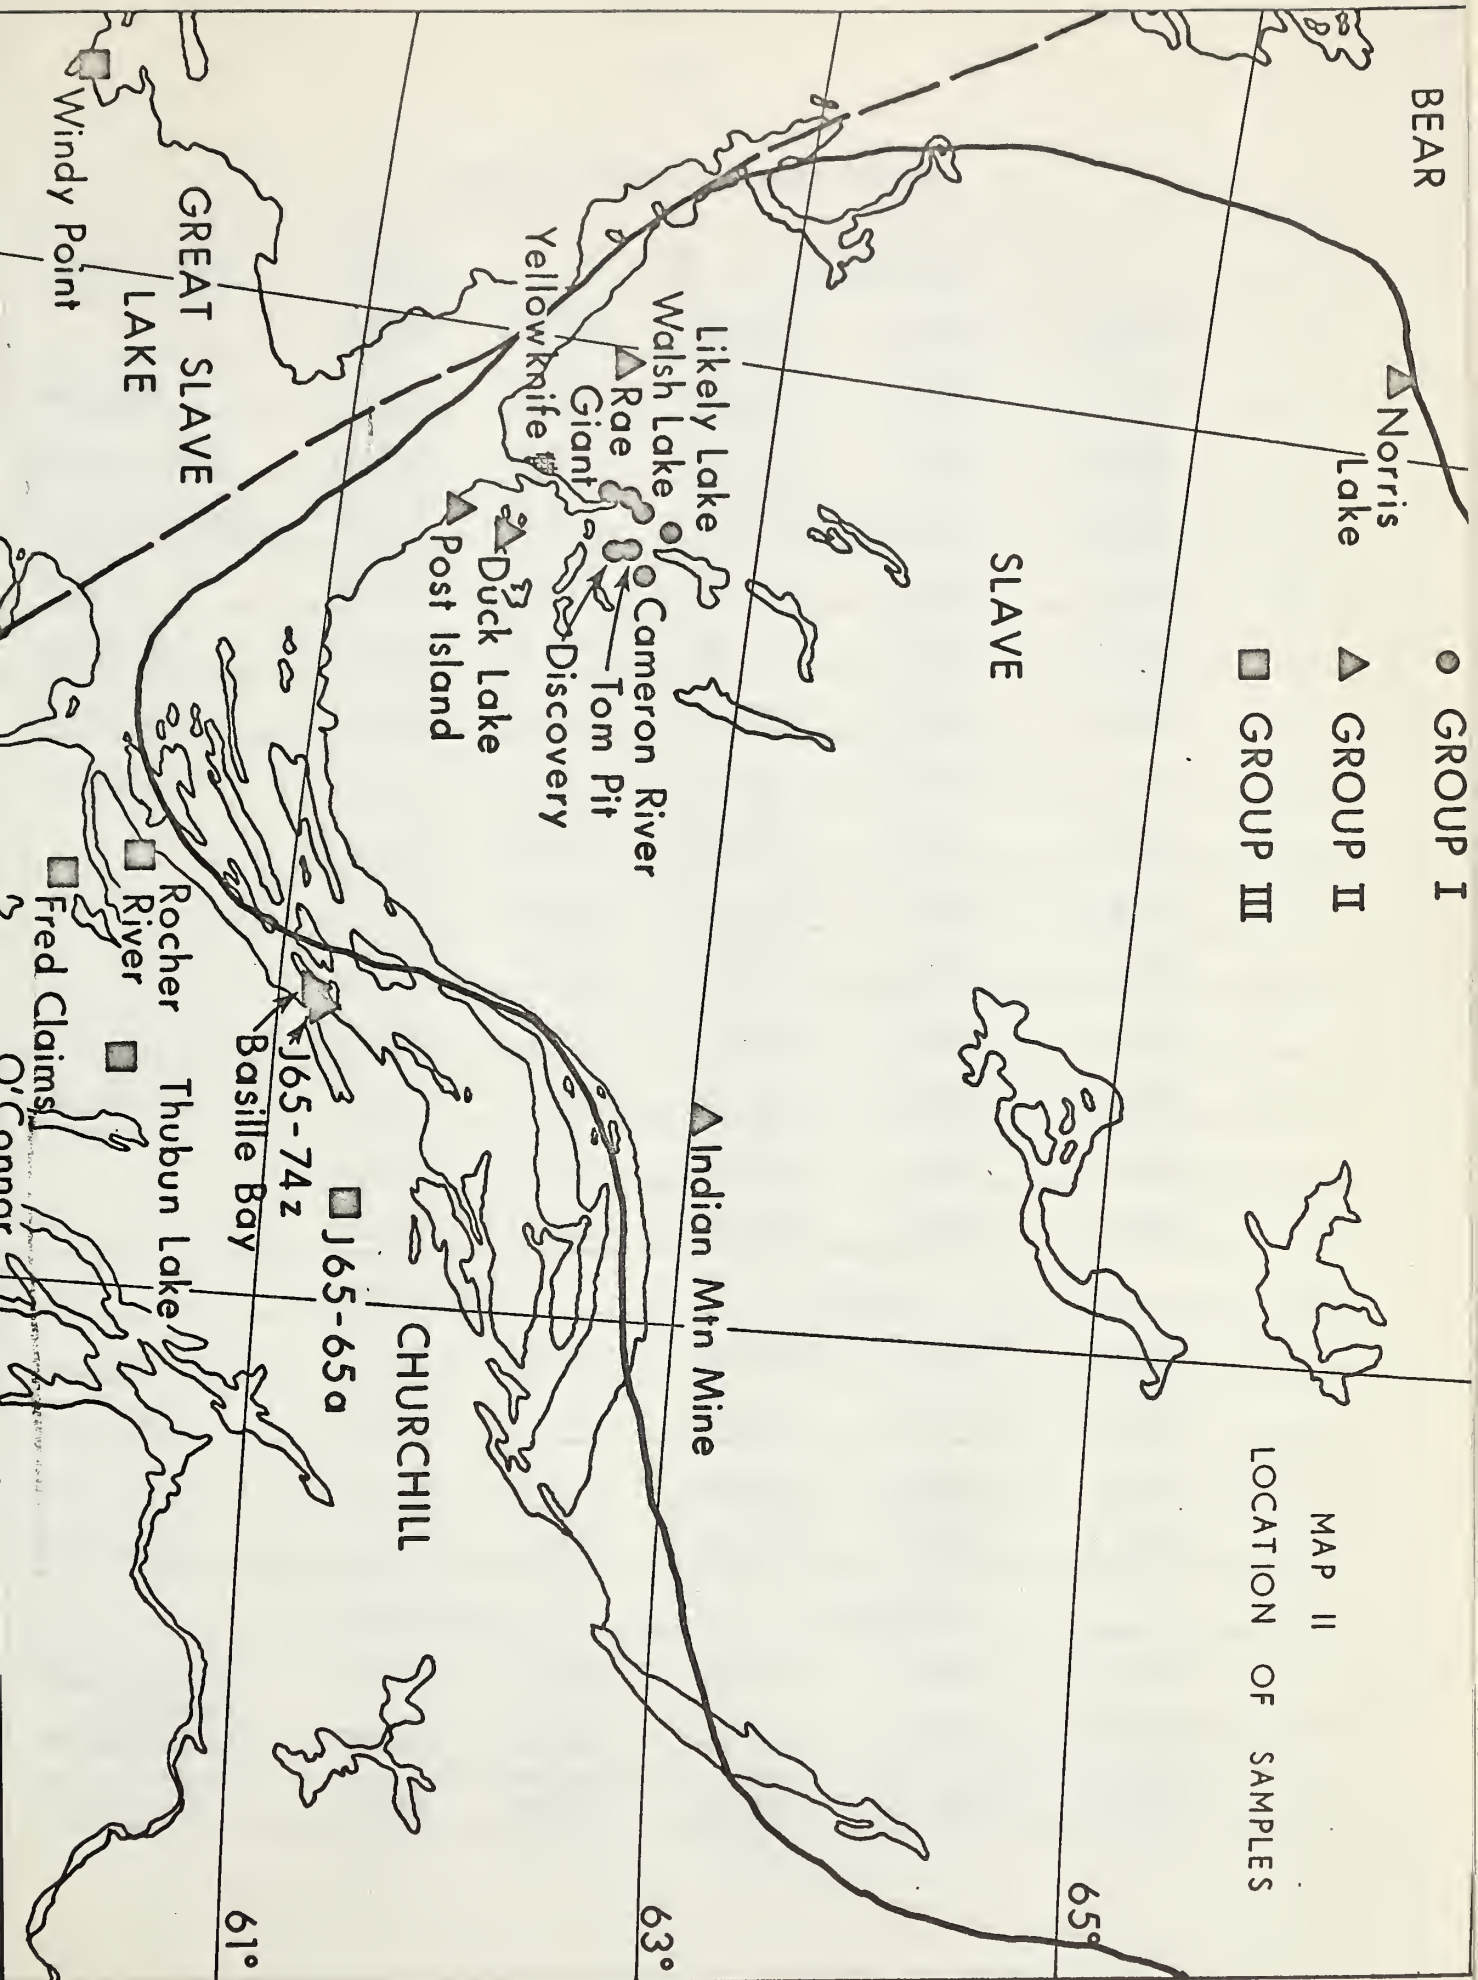 BEAR
● GROUP I
▲ GROUP II
■ GROUP III
MAP II
LOCATION OF SAMPLES
Norris
Lake
SLAVE
65°
Likely Lake
Walsh Lake
Rae
Giant
Yellowknife
Cameron River
Tom Pit
Discovery
Duck Lake
Post Island
Indian Mtn Mine
63°
GREAT SLAVE
LAKE
Windy Point
CHURCHILL
J65-65a
J65-74z
Basille Bay
Rocher
River
Thubun Lake
Fred Claims
O'Connor
61°